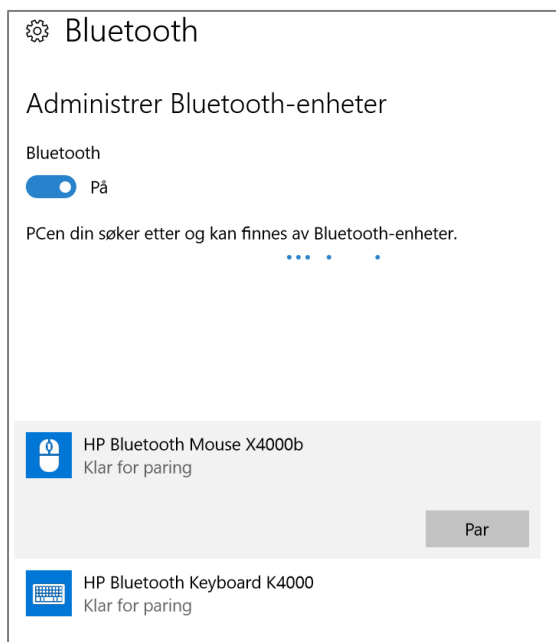 Bluetooth
Administrer Bluetooth-enheter
Bluetooth
På
PCen din søker etter og kan finnes av Bluetooth-enheter.
HP Bluetooth Mouse X4000b
Klar for paring
Par
HP Bluetooth Keyboard K4000
Klar for paring